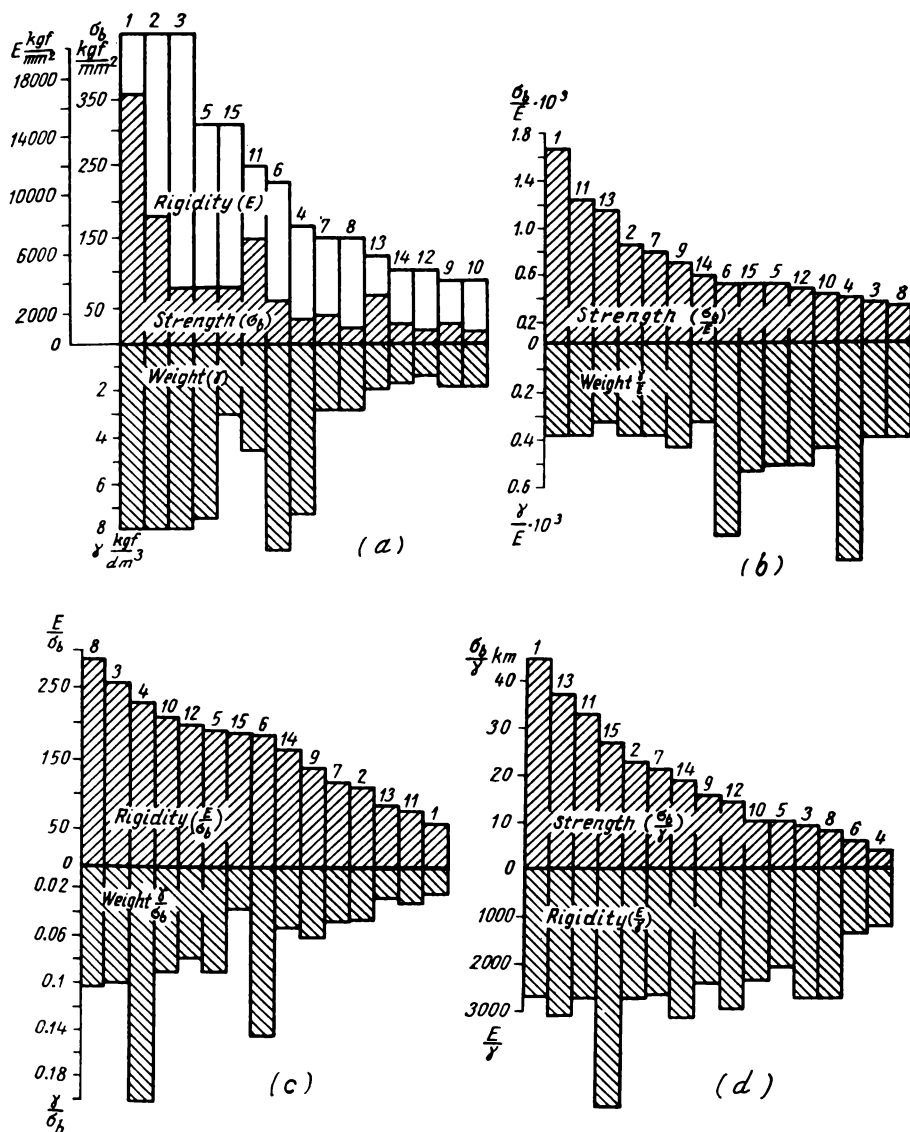 1 2 3 5 15 11 6 4 7 8 13 14 12 9 10
E kgf/mm² σb kgf/mm²
18000
14000
10000
6000
2000
0
350
250
150
50
Rigidity (E)
Strength (σb)
Weight (γ)
2
4
6
8
γ kgf/dm³
(a)
σb/E · 10³
1 11 13 2 7 9 14 6 15 5 12 10 4 3 8
1.8
1.4
1.0
0.6
0.2
0
0.2
0.4
0.6
γ/E · 10³
Strength (σb/E)
Weight γ/E
(b)
E/σb
8 3 4 10 12 5 15 6 14 9 7 2 13 11 1
250
150
50
0
0.02
0.06
0.1
0.14
0.18
γ/σb
Rigidity (E/σb)
Weight γ/σb
(c)
σb/γ km
1 13 11 15 2 7 14 9 12 10 5 3 8 6 4
40
30
20
10
0
1000
2000
3000
E/γ
Strength (σb/γ)
Rigidity (E/γ)
(d)